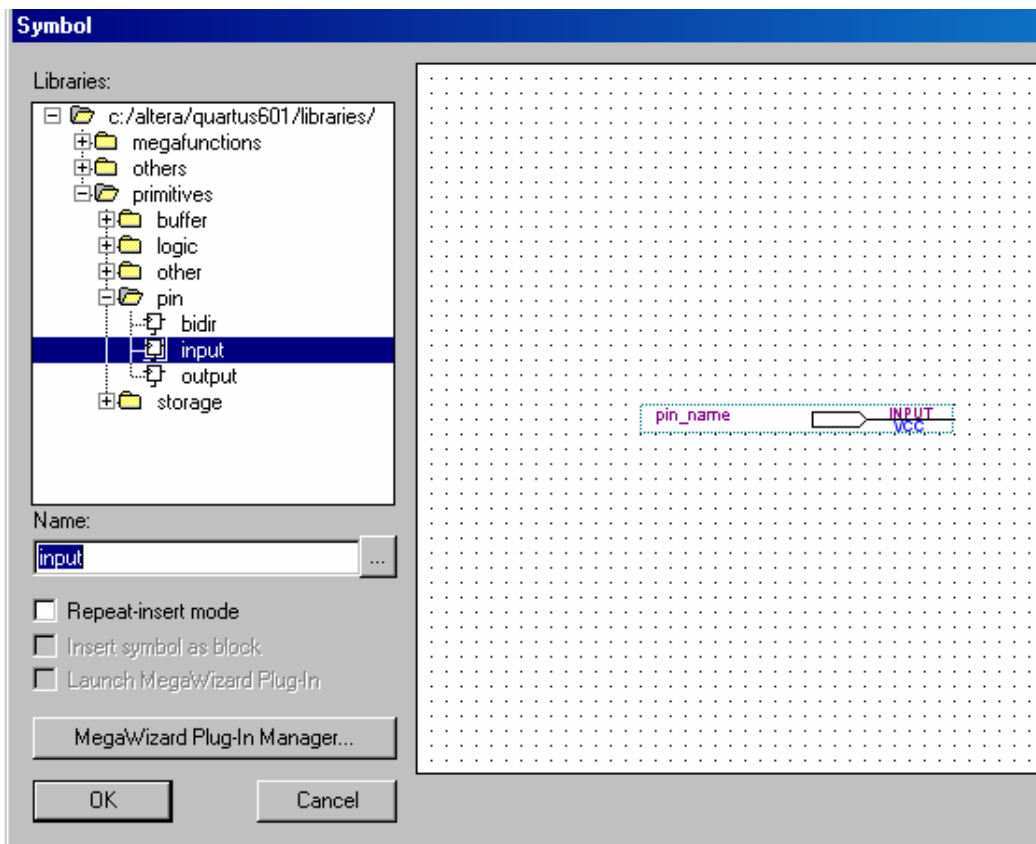 Symbol
Libraries:
c:/altera/quartus601/libraries/
megafunctions
others
primitives
buffer
logic
other
pin
bidir
input
output
storage
Name:
input
...
Repeat-insert mode
Insert symbol as block
Launch MegaWizard Plug-In
MegaWizard Plug-In Manager...
OK
Cancel
pin_name
INPUT
VCC